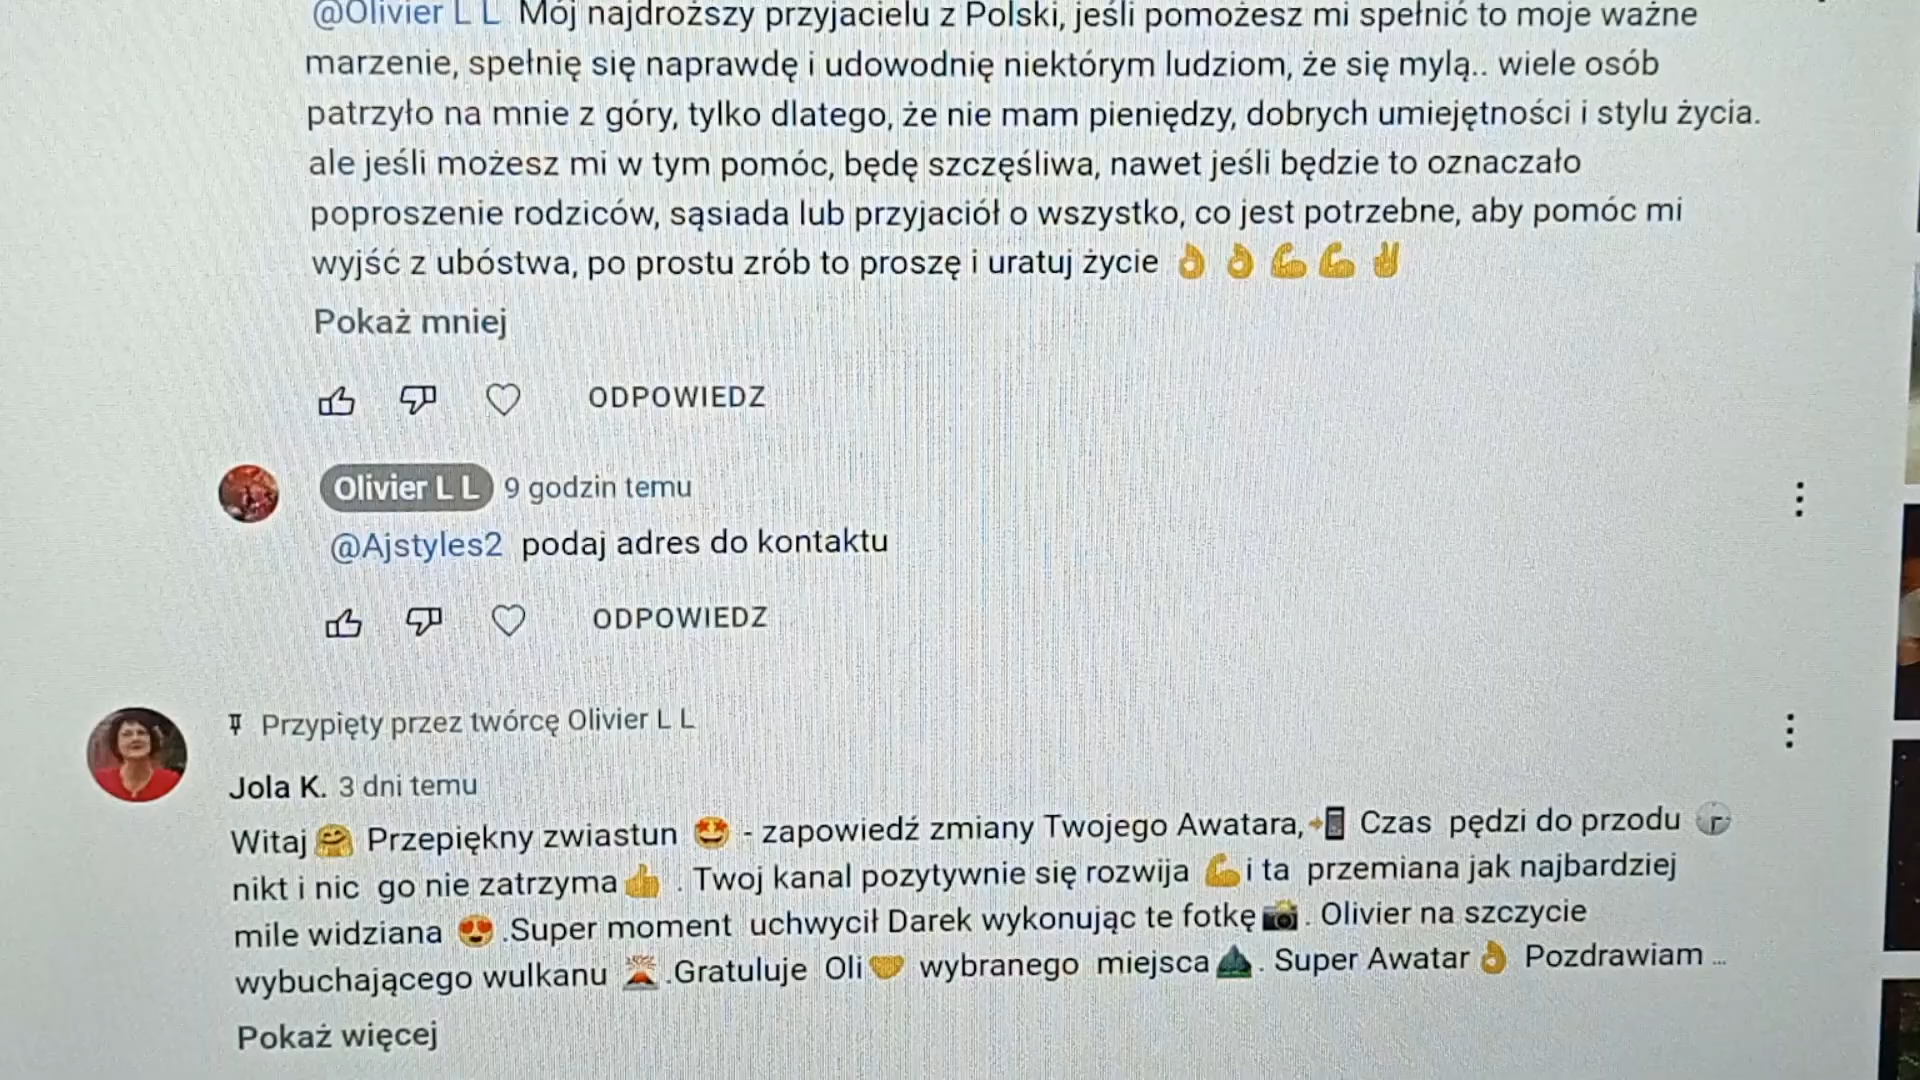 @Olivier L L Mój najdroższy przyjacielu z Polski, jeśli pomożesz mi spełnić to moje ważne
marzenie, spełnię się naprawdę i udowodnię niektórym ludziom, że się mylą.. wiele osób
patrzyło na mnie z góry, tylko dlatego, że nie mam pieniędzy, dobrych umiejętności i stylu życia.
ale jeśli możesz mi w tym pomóc, będę szczęśliwa, nawet jeśli będzie to oznaczało
poproszenie rodziców, sąsiada lub przyjaciół o wszystko, co jest potrzebne, aby pomóc mi
wyjść z ubóstwa, po prostu zrób to proszę i uratuj życie 👌 👌 💪 💪 ✌
Pokaż mniej
ODPOWIEDZ
Olivier L L 9 godzin temu
@Ajstyles2 podaj adres do kontaktu
ODPOWIEDZ
Przypięty przez twórcę Olivier L L
Jola K. 3 dni temu
Witaj 🤗 Przepiękny zwiastun 🤩 - zapowiedź zmiany Twojego Awatara,📲 Czas pędzi do przodu 🕝
nikt i nic go nie zatrzyma👍 . Twoj kanal pozytywnie się rozwija 💪i ta przemiana jak najbardziej
mile widziana 😍.Super moment uchwycił Darek wykonując te fotkę📸. Olivier na szczycie
wybuchającego wulkanu 🌋.Gratuluje Oli🤝 wybranego miejsca⛰. Super Awatar👌 Pozdrawiam ...
Pokaż więcej